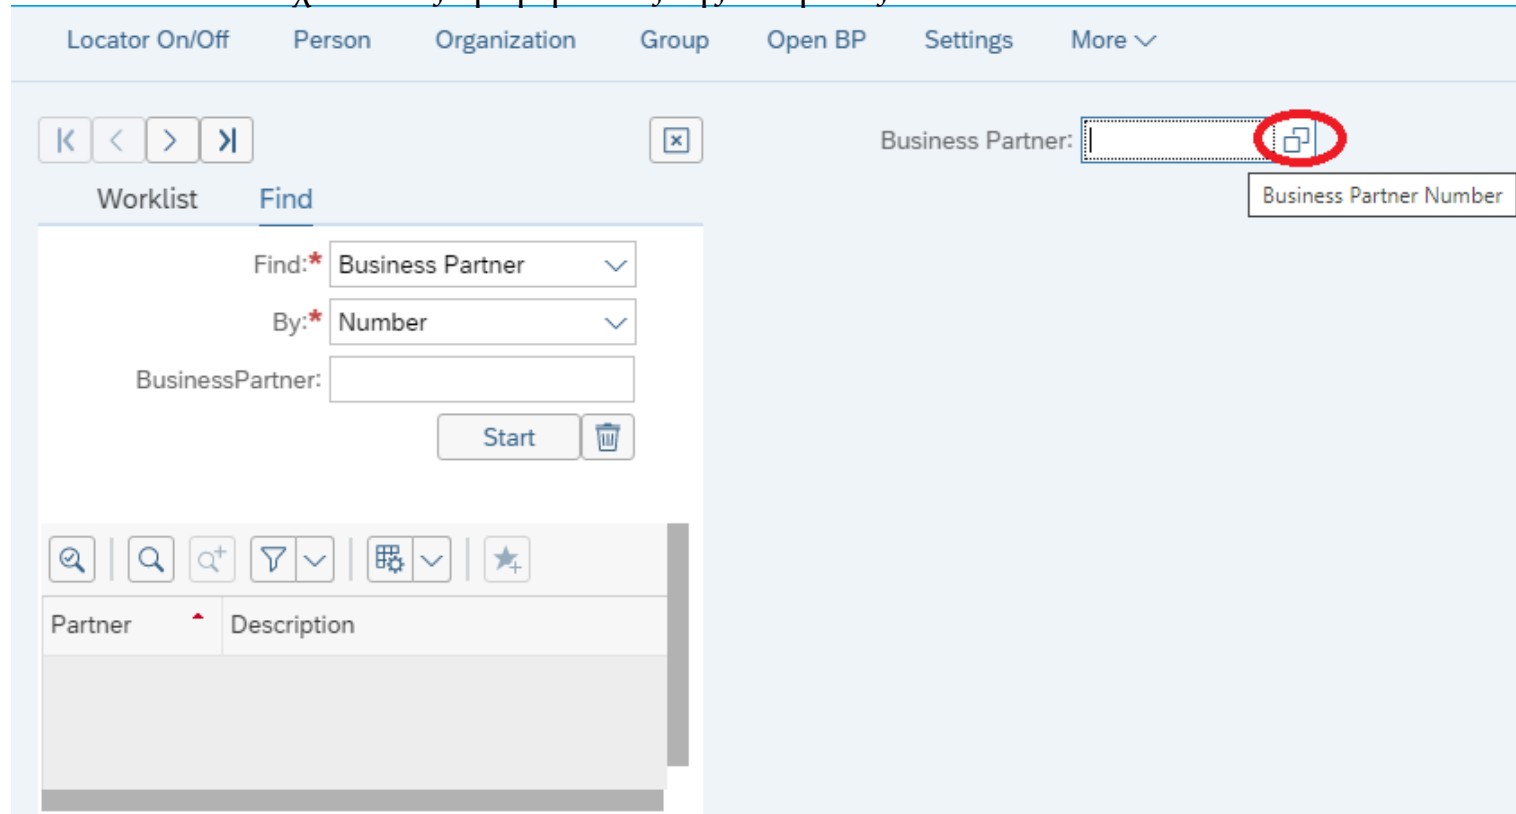 Locator On/Off Person Organization Group Open BP Settings More
Business Partner:
Business Partner Number
Worklist Find
Find:* Business Partner
By:* Number
BusinessPartner:
Start
Partner Description